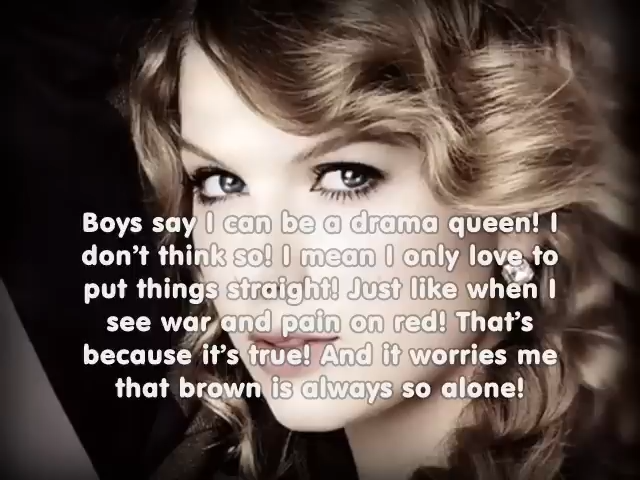 Boys say I can be a drama queen! I
don't think so! I mean I only love to
put things straight! Just like when I
see war and pain on red! That's
because it's true! And it worries me
that brown is always so alone!